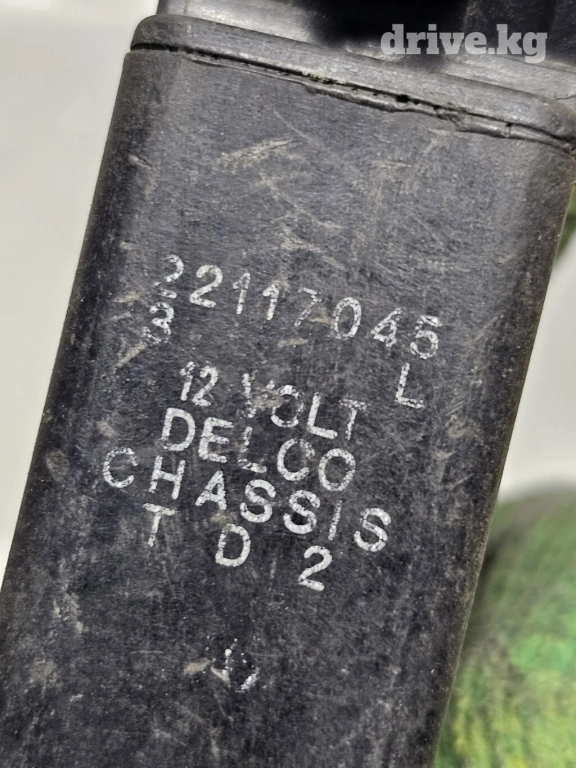 drive.kg
22117045
3 L
12 VOLT
DELCO
CHASSIS
T D 2